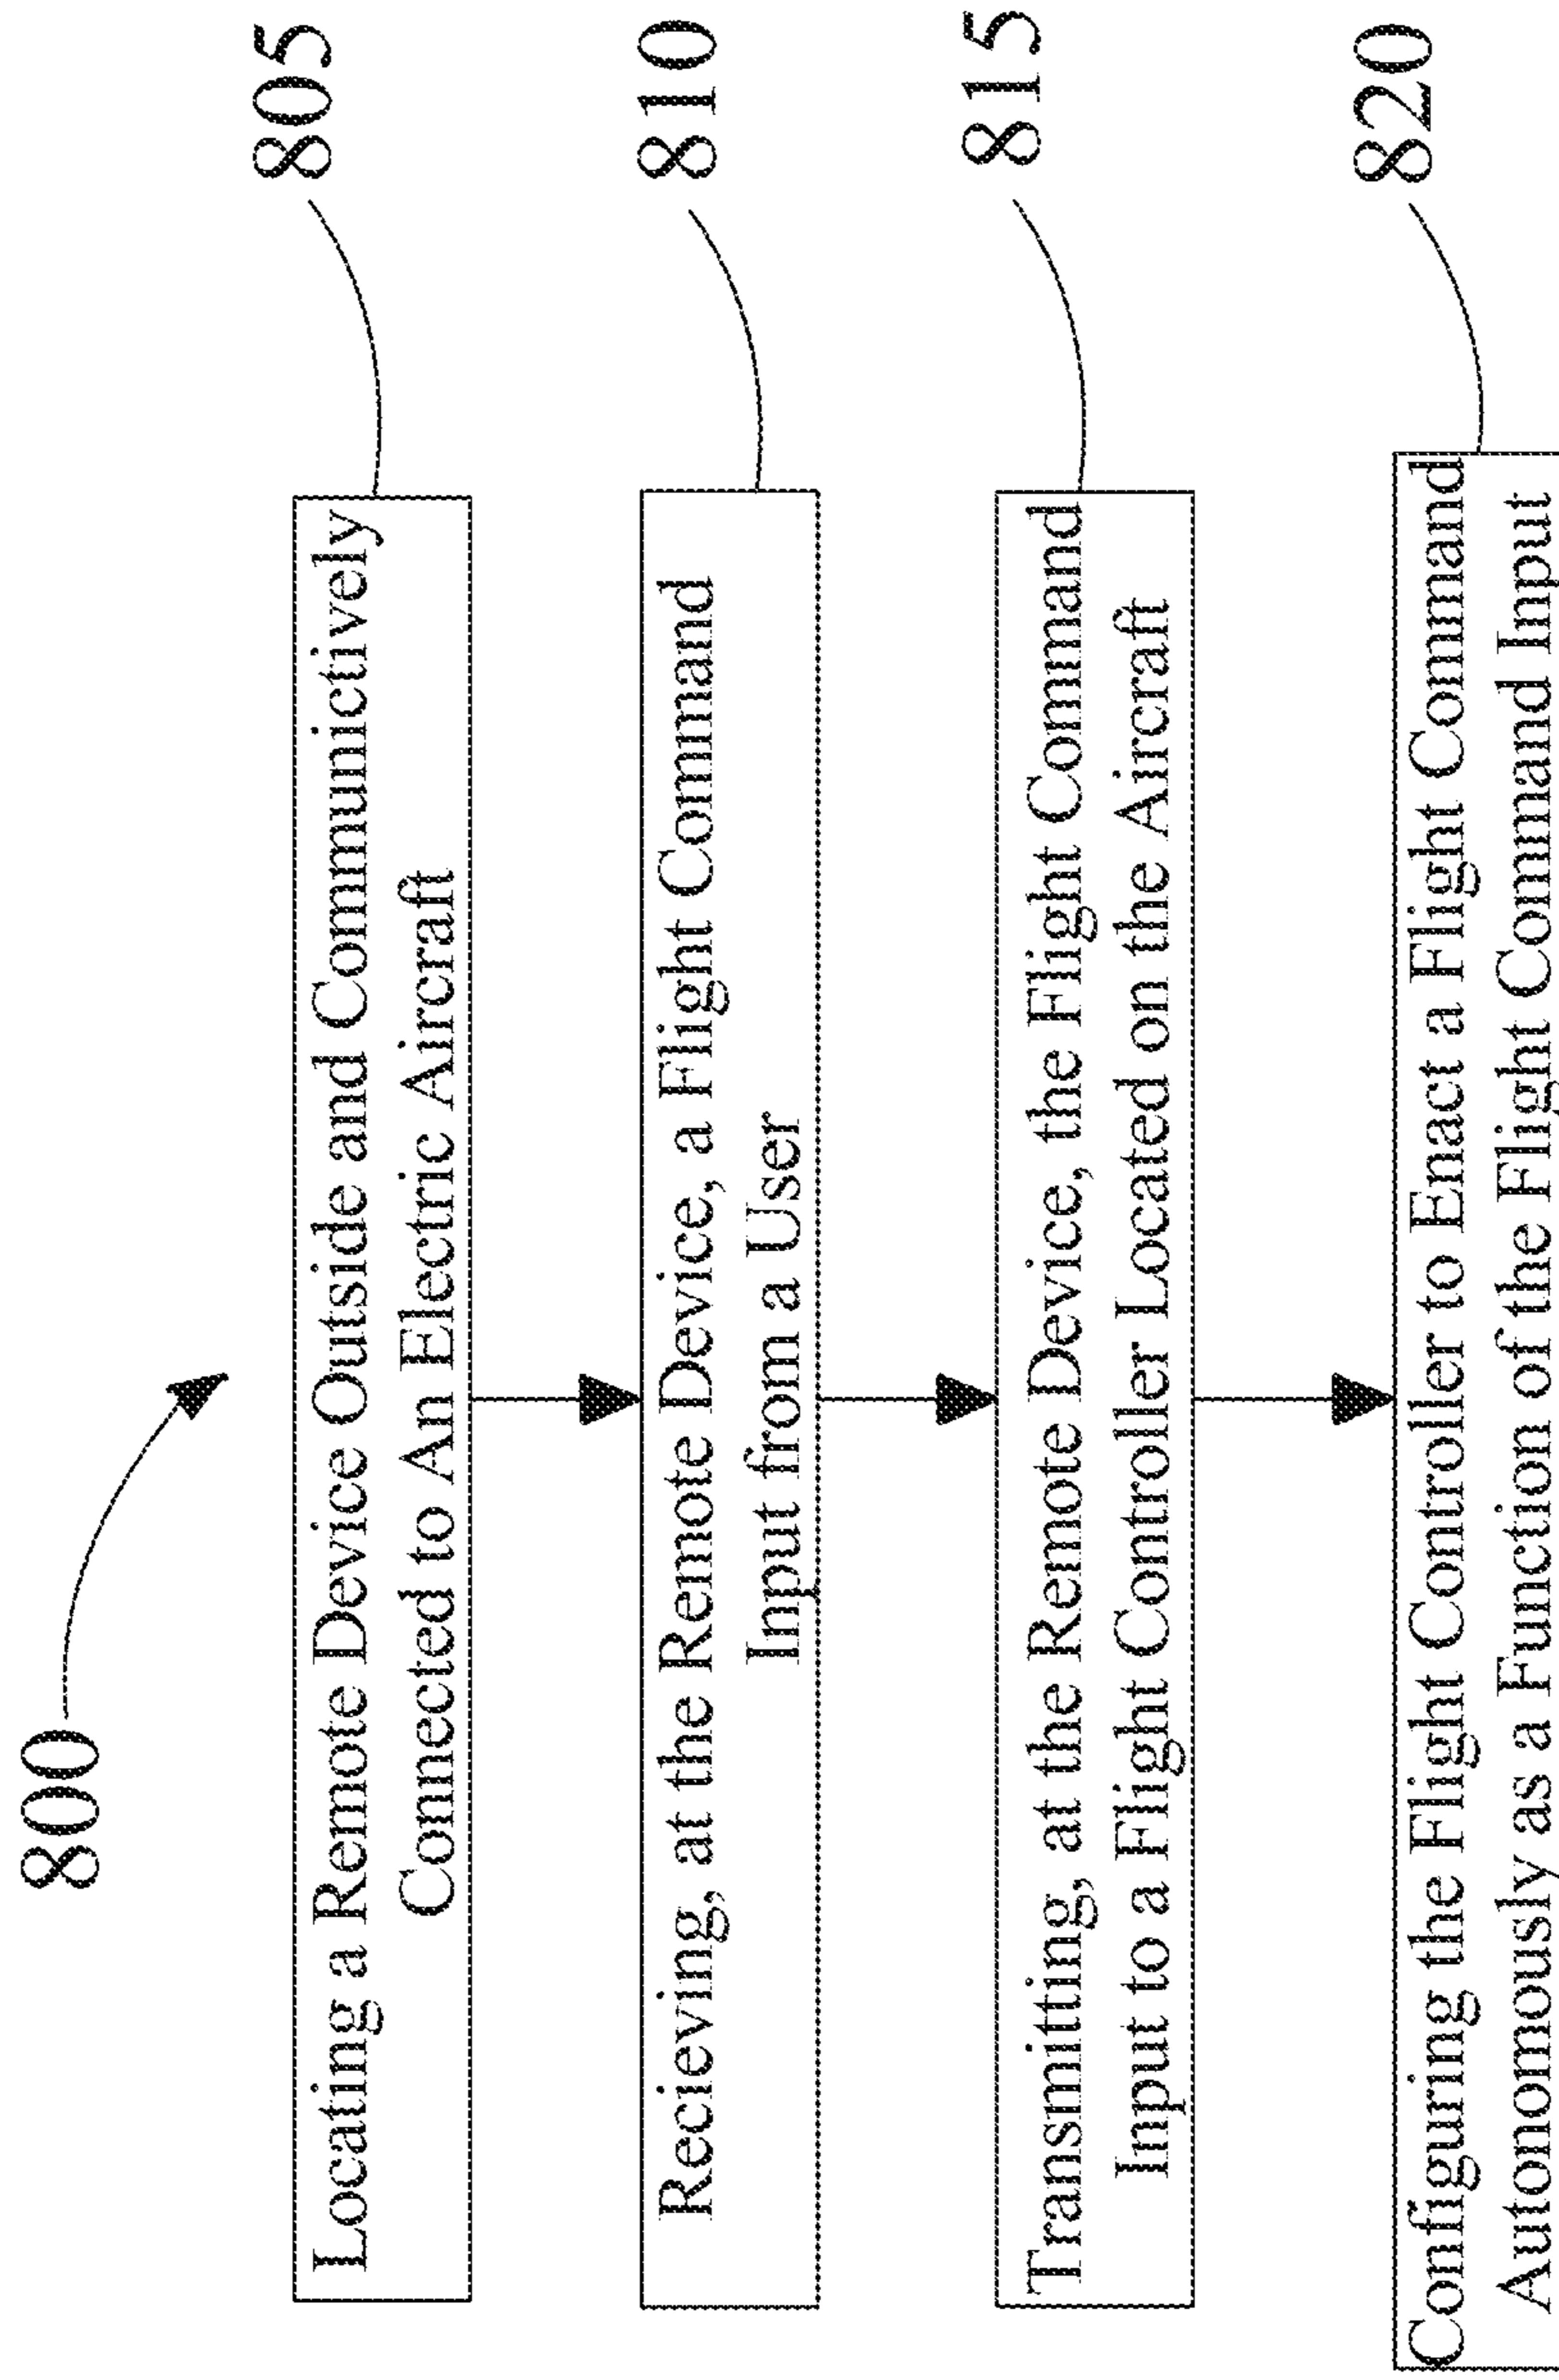 800
805
Locating a Remote Device Outside and Communictively
Connected to An Electric Aircraft
810
Recieving, at the Remote Device, a Flight Command
Input from a User
815
Transmitting, at the Remote Device, the Flight Command
Input to a Flight Controller Located on the Aircraft
820
Configuring the Flight Controller to Enact a Flight Command
Autonomously as a Function of the Flight Command Input